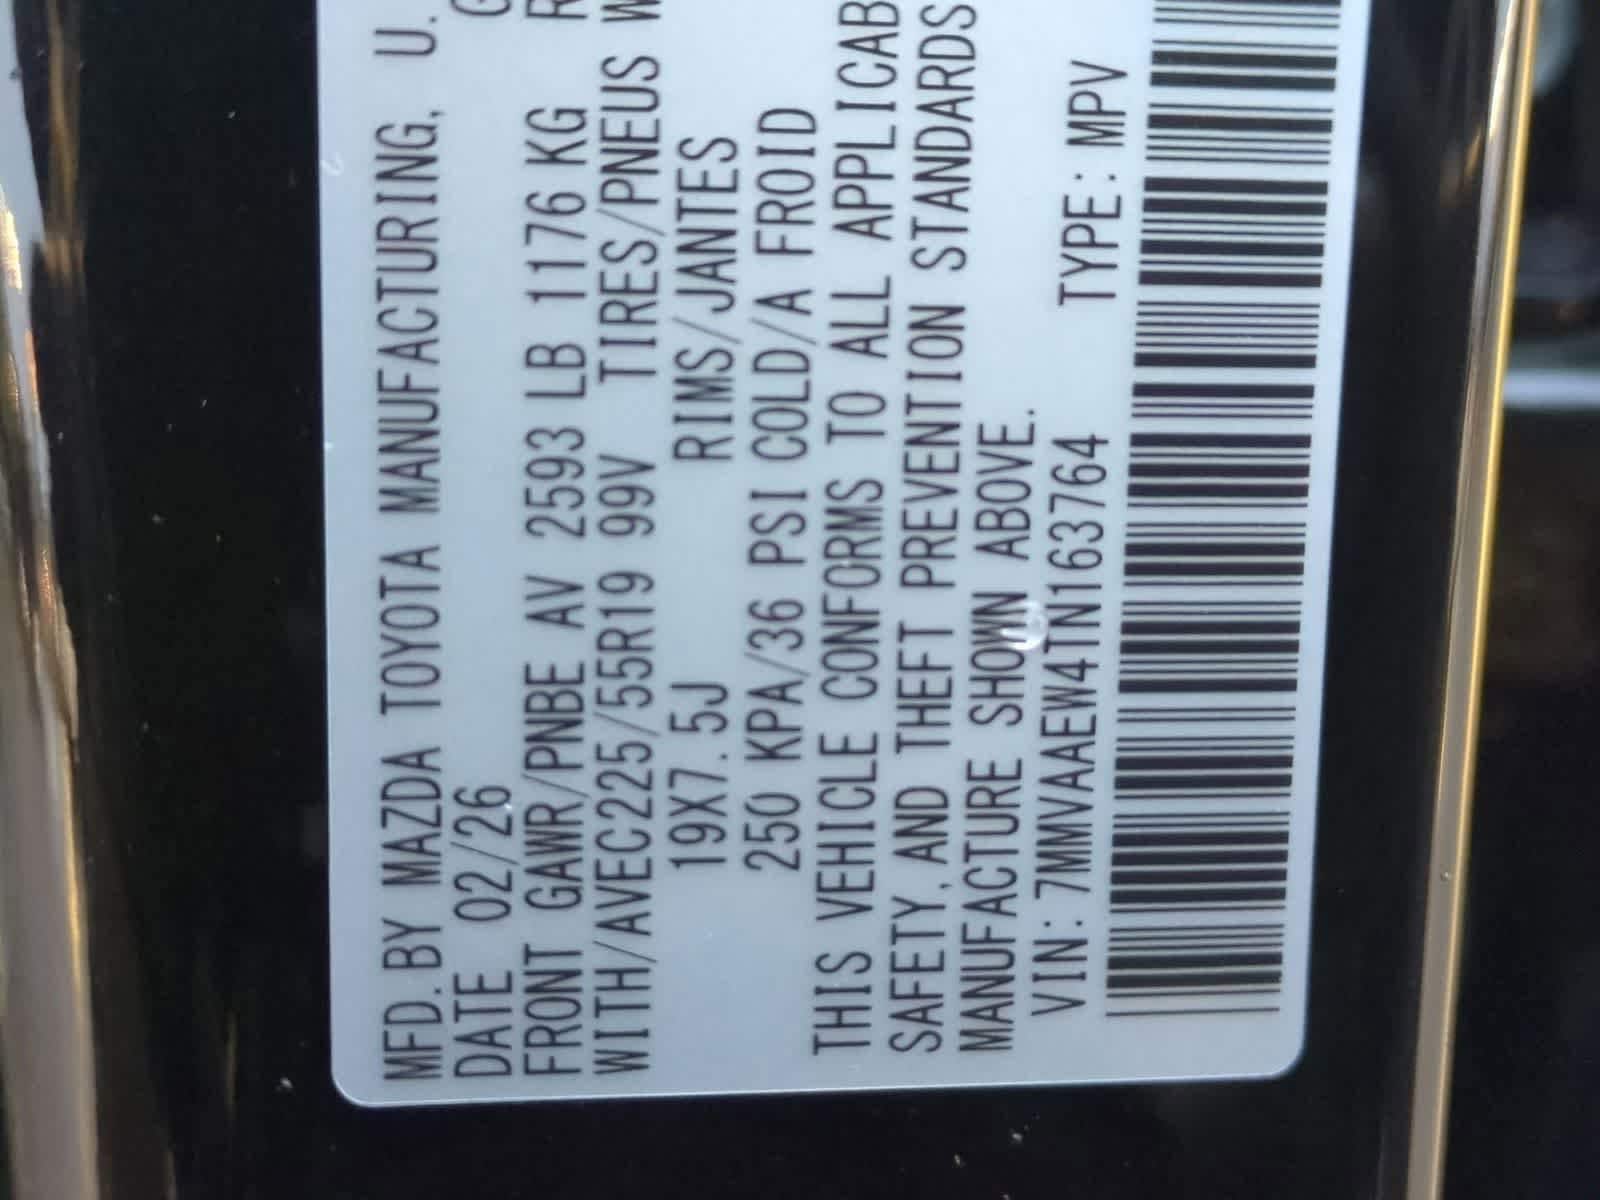 MFD.BY MAZDA TOYOTA MANUFACTURING, U.
DATE 02/26
FRONT GAWR/PNBE AV 2593 LB 1176 KG
WITH/AVEC225/55R19 99V TIRES/PNEUS
19X7.5J RIMS/JANTES
250 KPA/36 PSI COLD/A FROID
THIS VEHICLE CONFORMS TO ALL APPLICAB
SAFETY, AND THEFT PREVENTION STANDARDS
MANUFACTURE SHOWN ABOVE.
VIN:7MMVAAEW4TN163764 TYPE:MPV